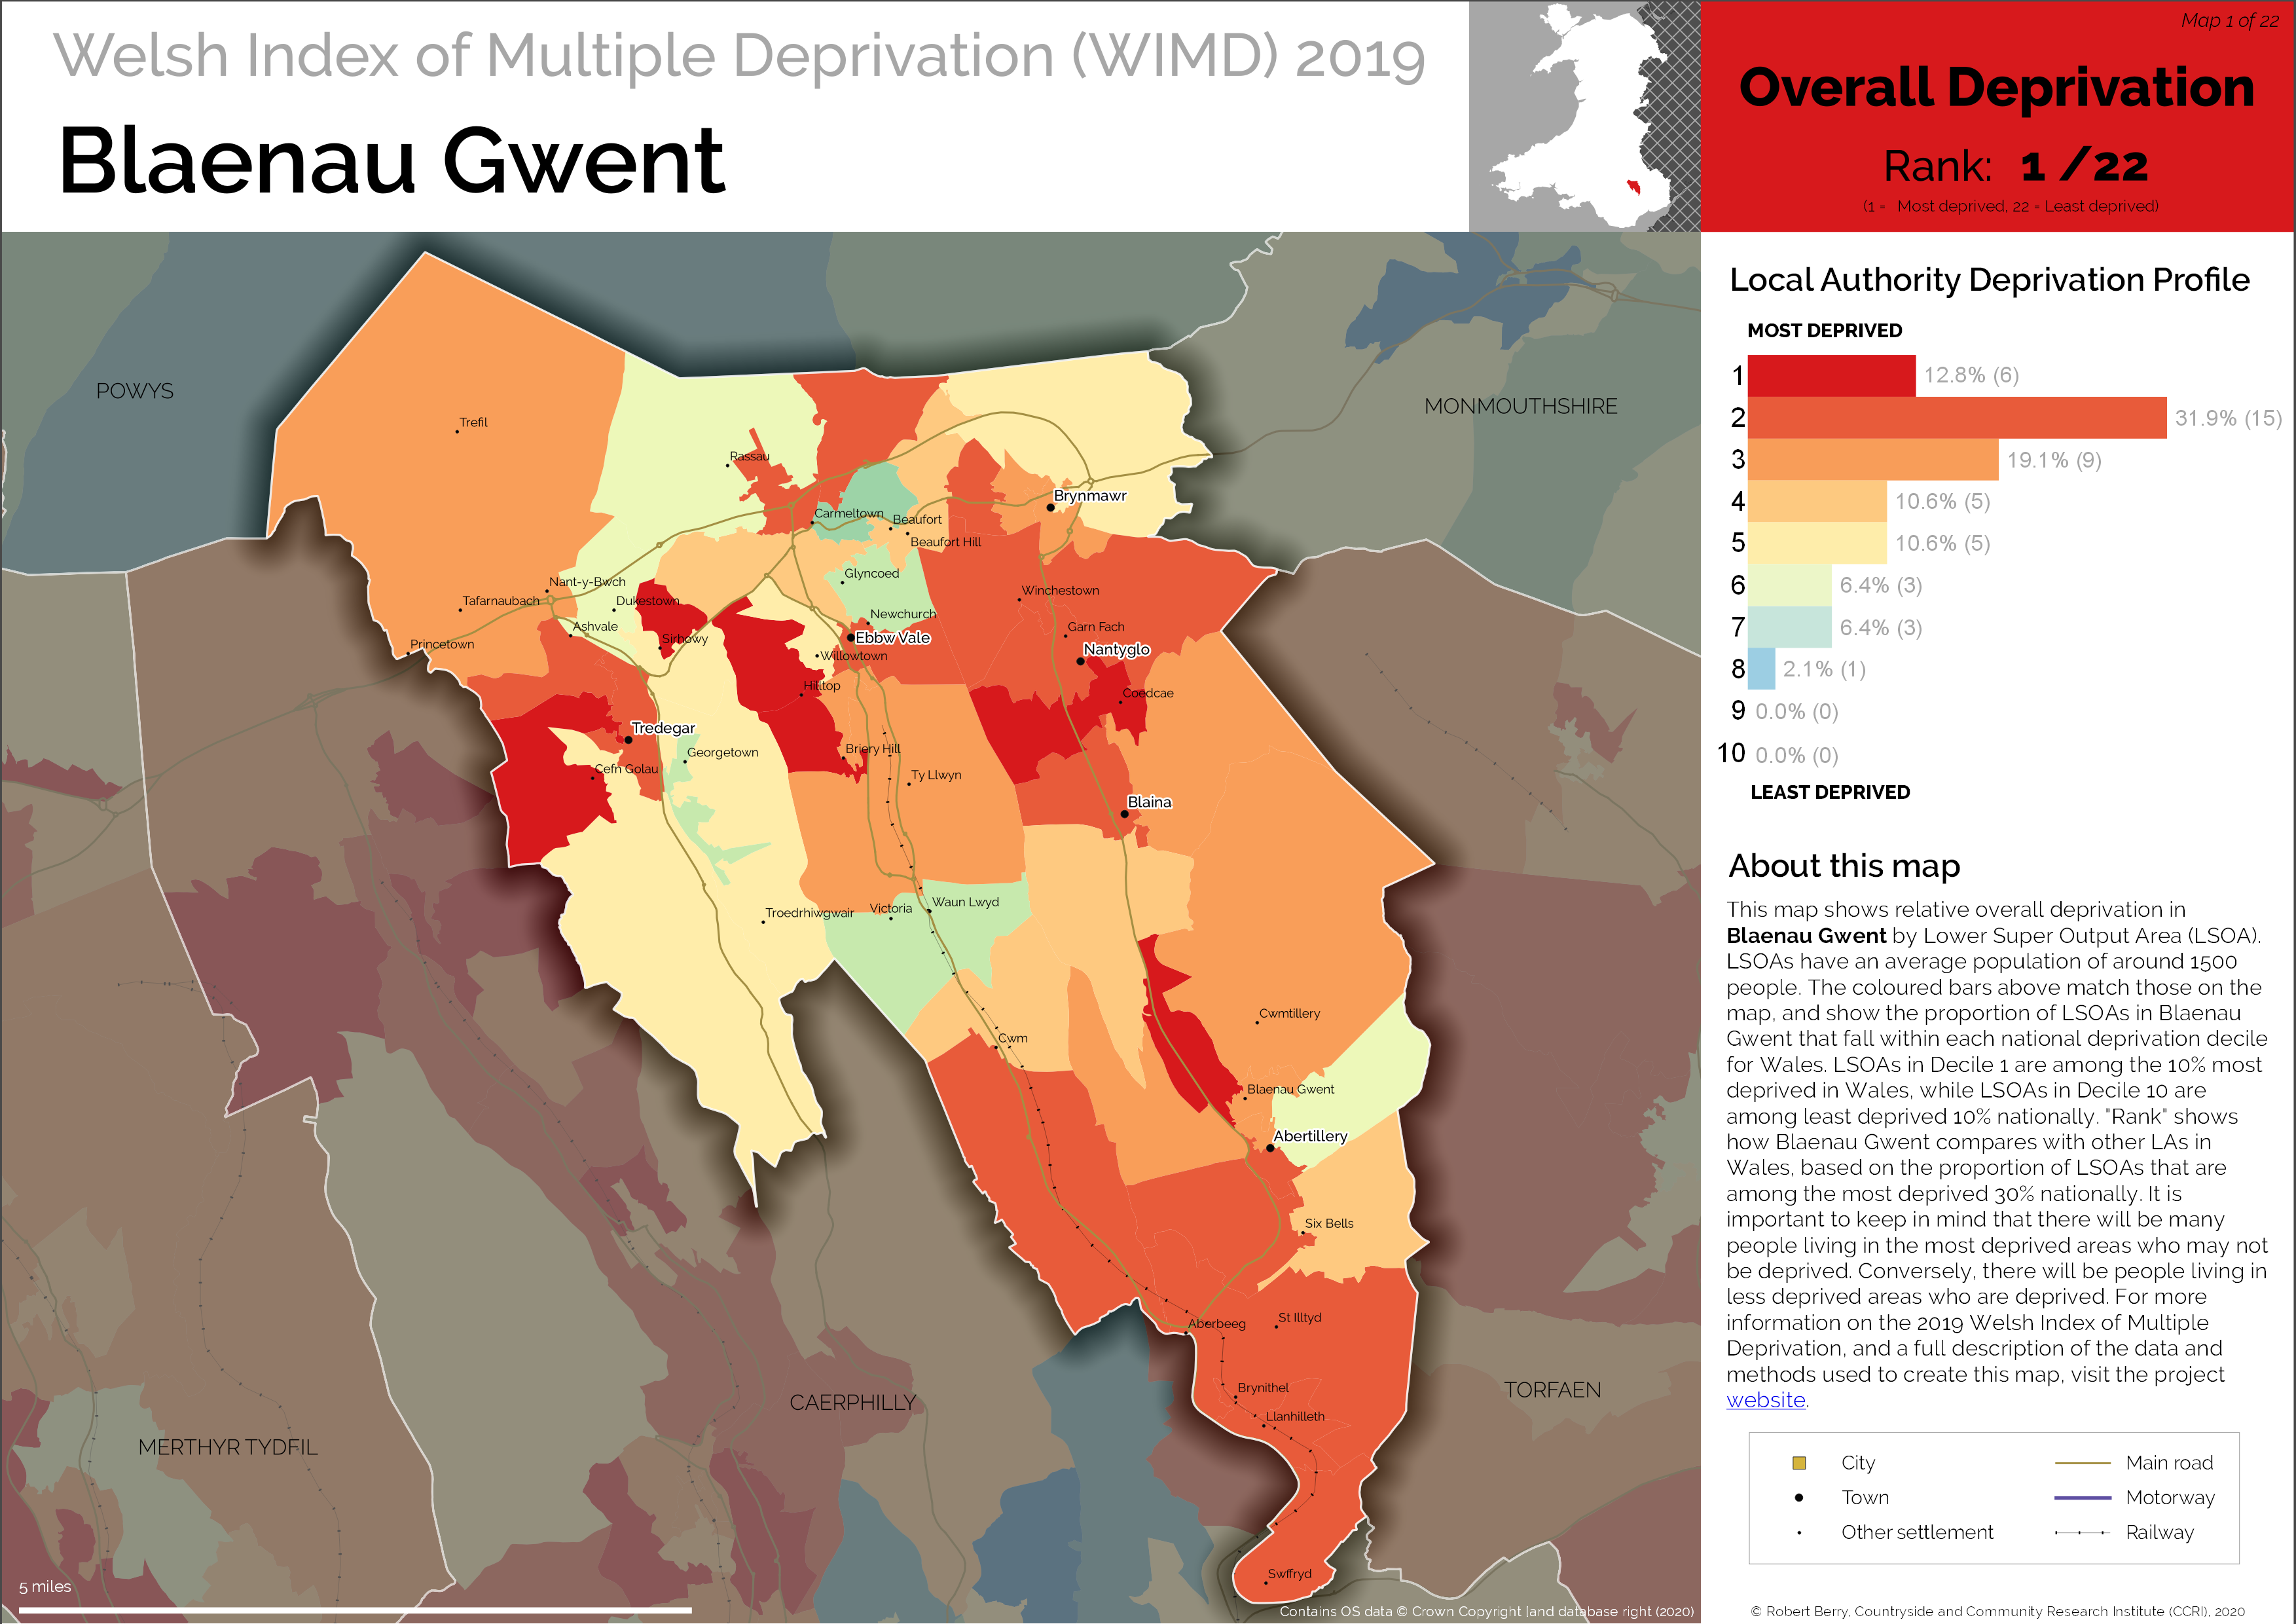 Welsh Index of Multiple Deprivation (WIMD) 2019
Blaenau Gwent
Map 1 of 22
Overall Deprivation
Rank: 1 /22
(1 = Most deprived, 22 = Least deprived)
POWYS
MONMOUTHSHIRE
Trefil
Rassau
Brynmawr
Carmeltown
Beaufort
Beaufort Hill
Nant-y-Bwch
Glyncoed
Tafarnaubach
Dukestown
Winchestown
Newchurch
Ashvale
Garn Fach
Princetown
Sirhowy
Ebbw Vale
Nantyglo
Willowtown
Hilltop
Coedcae
Tredegar
Georgetown
Briery Hill
Cefn Golau
Ty Llwyn
Blaina
Troedrhiwgwair
Victoria
Waun Lwyd
Cwmtillery
Cwm
Blaenau Gwent
Abertillery
Six Bells
Aberbeeg
St Illtyd
Brynithel
Llanhilleth
Swffryd
CAERPHILLY
TORFAEN
MERTHYR TYDFIL
5 miles
Contains OS data © Crown Copyright land database right (2020)
Local Authority Deprivation Profile
MOST DEPRIVED
1 12.8% (6)
2 31.9% (15)
3 19.1% (9)
4 10.6% (5)
5 10.6% (5)
6 6.4% (3)
7 6.4% (3)
8 2.1% (1)
9 0.0% (0)
10 0.0% (0)
LEAST DEPRIVED
About this map
This map shows relative overall deprivation in
Blaenau Gwent by Lower Super Output Area (LSOA).
LSOAs have an average population of around 1500
people. The coloured bars above match those on the
map, and show the proportion of LSOAs in Blaenau
Gwent that fall within each national deprivation decile
for Wales. LSOAs in Decile 1 are among the 10% most
deprived in Wales, while LSOAs in Decile 10 are
among least deprived 10% nationally. "Rank" shows
how Blaenau Gwent compares with other LAs in
Wales, based on the proportion of LSOAs that are
among the most deprived 30% nationally. It is
important to keep in mind that there will be many
people living in the most deprived areas who may not
be deprived. Conversely, there will be people living in
less deprived areas who are deprived. For more
information on the 2019 Welsh Index of Multiple
Deprivation, and a full description of the data and
methods used to create this map, visit the project
website.
City
Main road
Town
Motorway
Other settlement
Railway
© Robert Berry, Countryside and Community Research Institute (CCRI), 2020